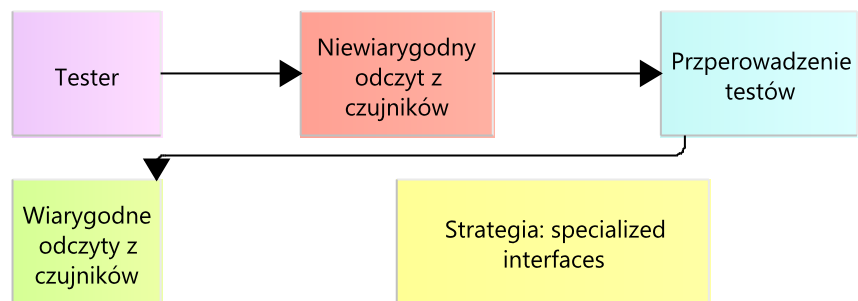 Tester
Niewiarygodny
odczyt z
czujników
Przperowadzenie
testów
Wiarygodne
odczyty z
czujników
Strategia: specialized
interfaces